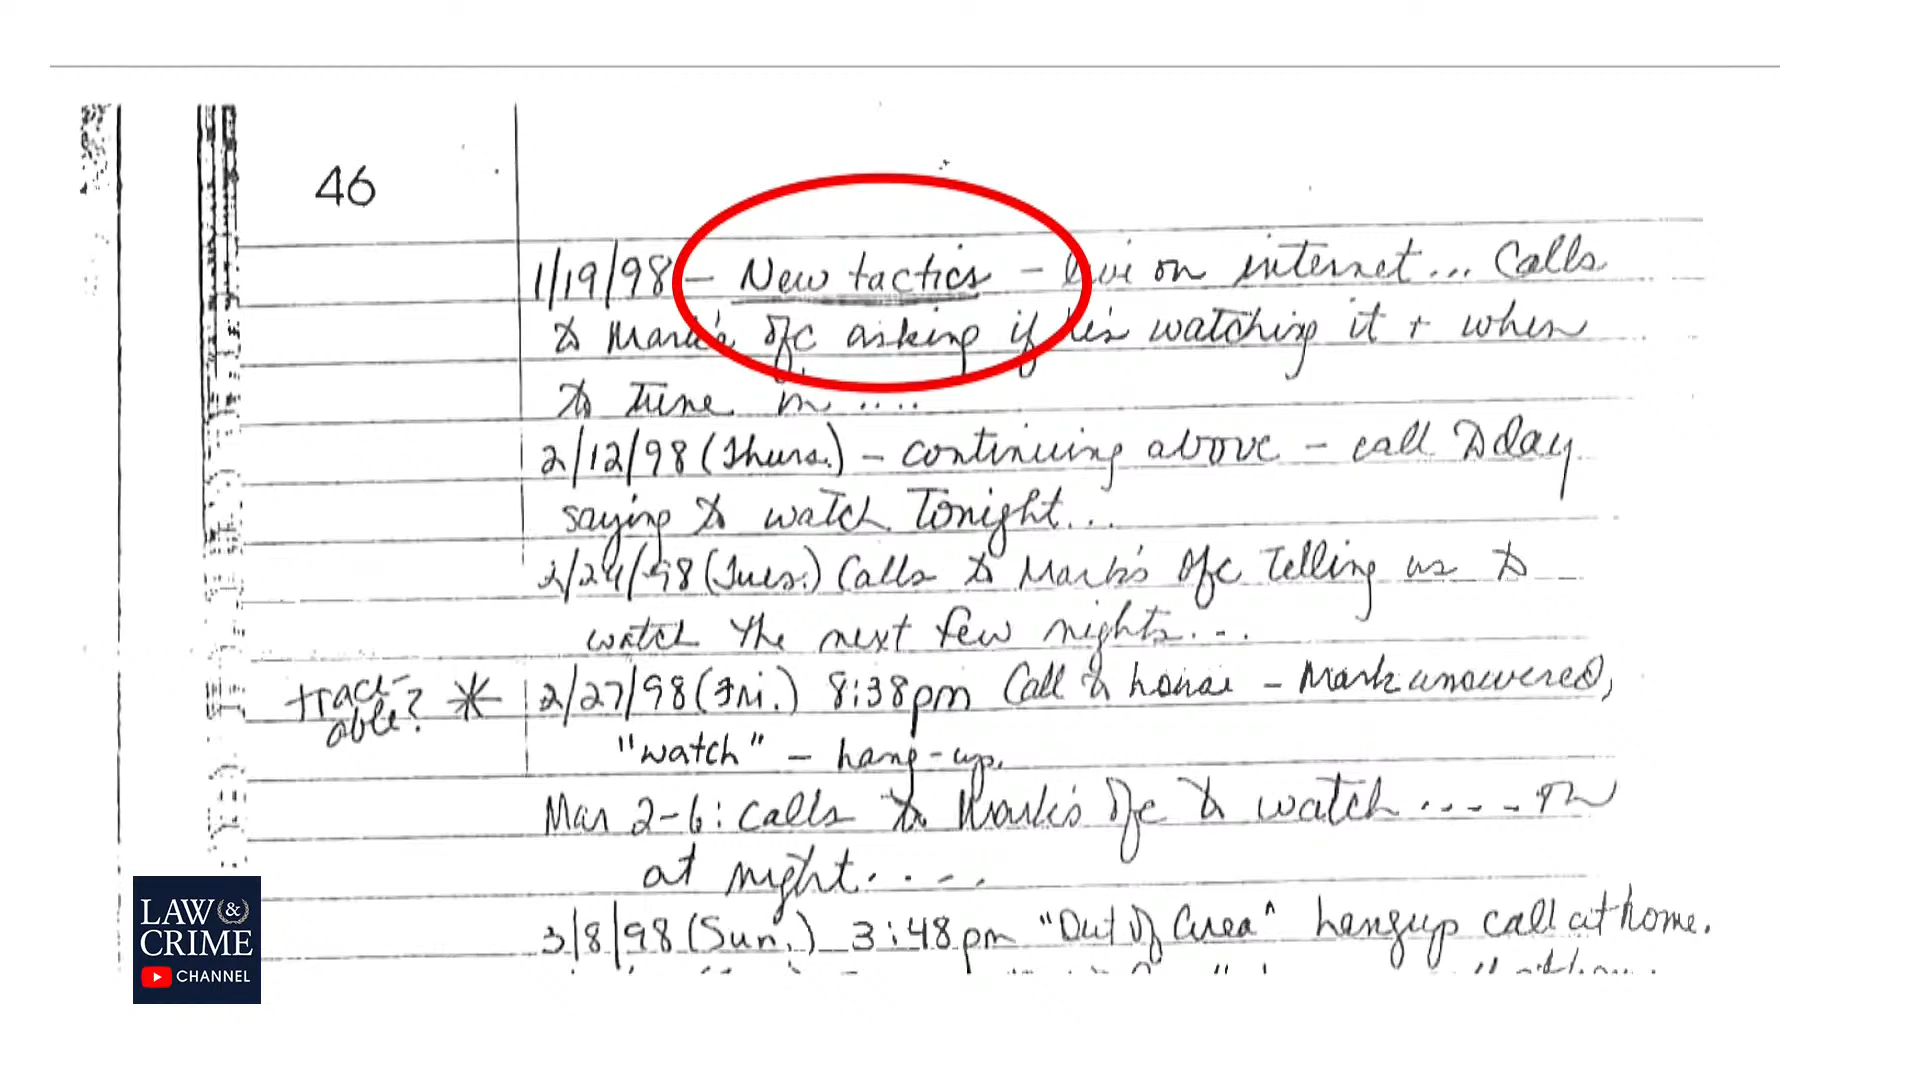 46
1/19/98 - New tactics - live on internet... Calls
to Mark's ofc asking if he's watching it + when
to tune in....
2/12/98 (Thurs.) - continuing above - call today
saying to watch tonight...
2/24/98 (Tues.) Calls to Mark's ofc telling us to
watch the next few nights...
trace-
able? * 2/27/98 (Fri.) 8:38pm Call to house - Mark answered,
"watch" - hang-up.
Mar 2-6: calls to Mark's ofc to watch ....
at night....
3/8/98 (Sun.) 3:48pm "Out of Area" hangup call at home.
LAW &
CRIME
CHANNEL